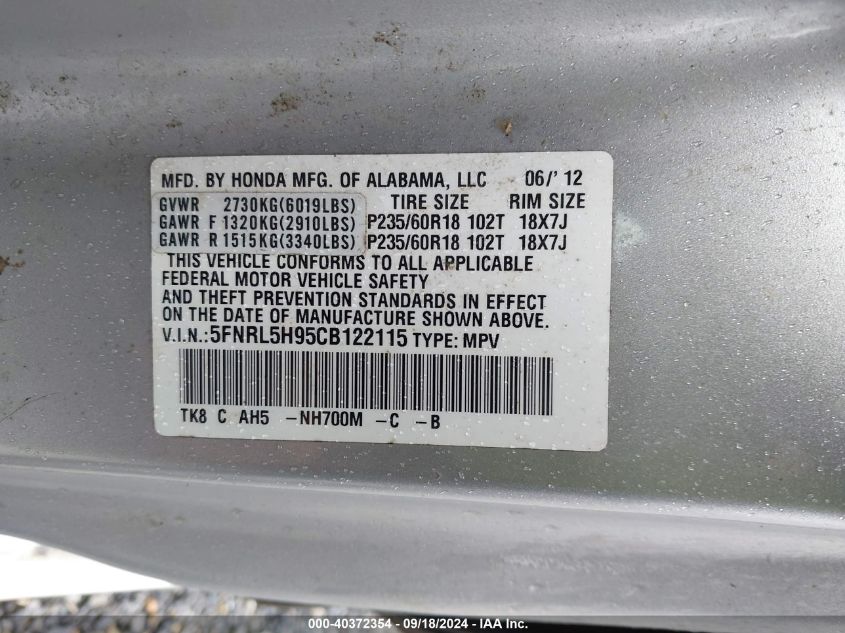 MFD. BY HONDA MFG. OF ALABAMA, LLC 06/'12
GVWR 2730KG(6019LBS) TIRE SIZE RIM SIZE
GAWR F 1320KG(2910LBS) P235/60R18 102T 18X7J
GAWR R 1515KG(3340LBS) P235/60R18 102T 18X7J
THIS VEHICLE CONFORMS TO ALL APPLICABLE
FEDERAL MOTOR VEHICLE SAFETY
AND THEFT PREVENTION STANDARDS IN EFFECT
ON THE DATE OF MANUFACTURE SHOWN ABOVE.
V.I.N.:5FNRL5H95CB122115 TYPE: MPV
TK8 C AH5 -NH700M -C -B
000-40372354 - 09/18/2024 - IAA Inc.